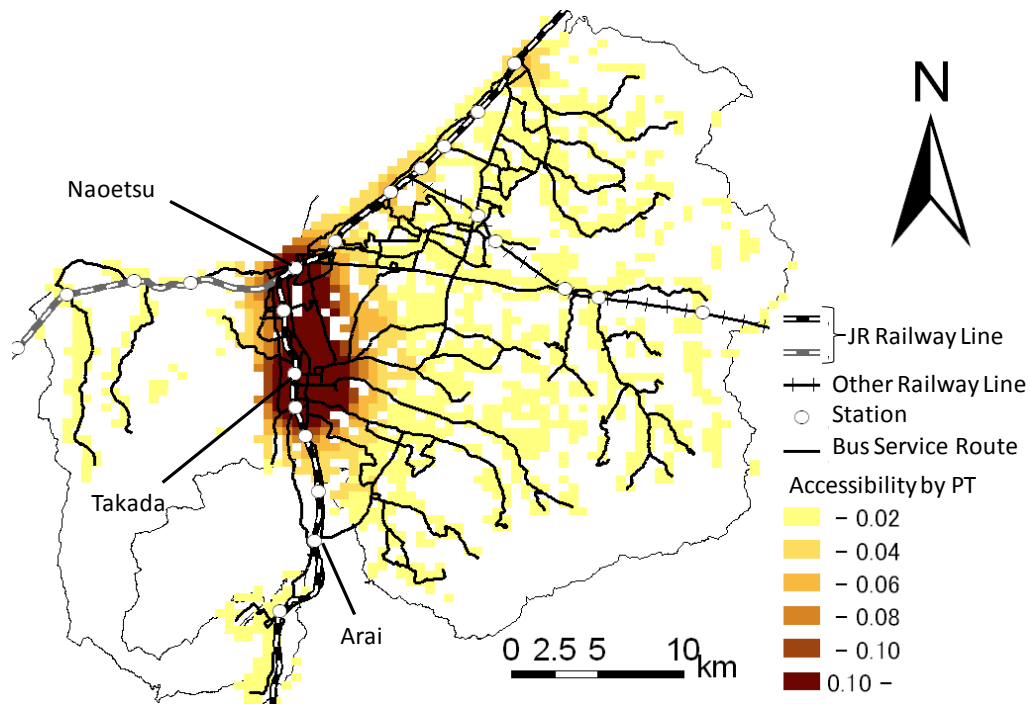 N
Naoetsu
JR Railway Line
Other Railway Line
Station
Bus Service Route
Takada
Accessibility by PT
- 0.02
- 0.04
- 0.06
- 0.08
- 0.10
0.10 -
Arai
0 2.5 5 10
km